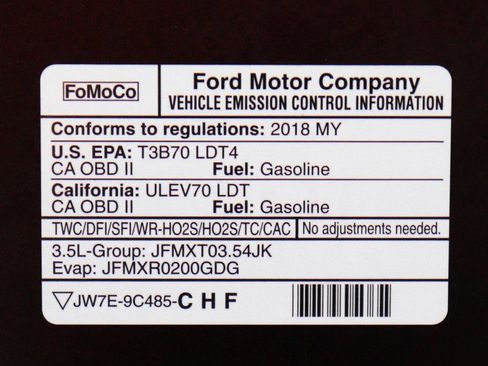 FoMoCo
Ford Motor Company
VEHICLE EMISSION CONTROL INFORMATION
Conforms to regulations: 2018 MY
U.S. EPA: T3B70 LDT4
CA OBD II Fuel: Gasoline
California: ULEV70 LDT
CA OBD II Fuel: Gasoline
TWC/DFI/SFI/WR-HO2S/HO2S/TC/CAC No adjustments needed.
3.5L-Group: JFMXT03.54JK
Evap: JFMXR0200GDG
▽JW7E-9C485-CHF